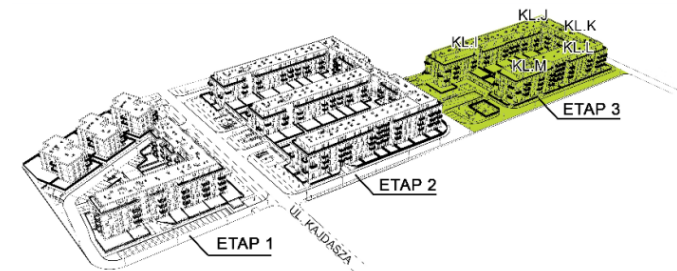 KL.J
KL.K
KL.I
KL.L
KL.M
ETAP 3
ETAP 2
UL. KAJDASZA
ETAP 1